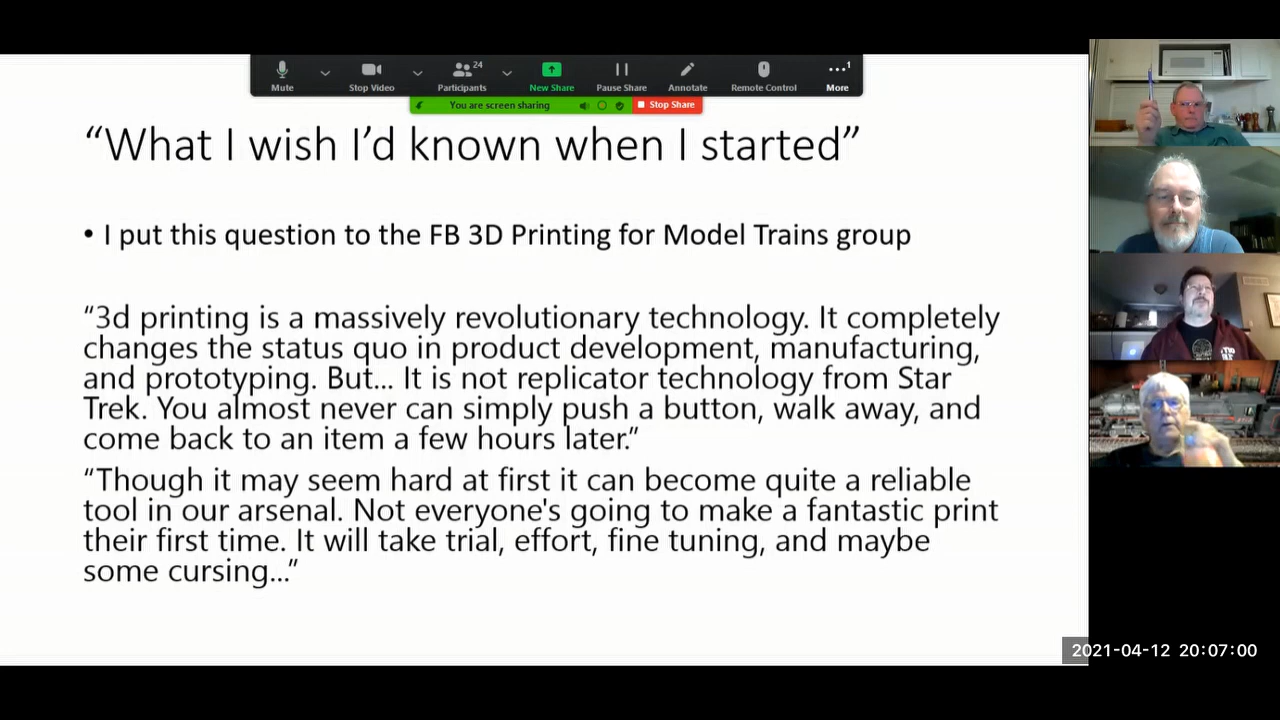 24
1
Mute
Stop Video
Participants
New Share
Pause Share
Annotate
Remote Control
More
You are screen sharing
Stop Share
“What I wish I’d known when I started”
• I put this question to the FB 3D Printing for Model Trains group
“3d printing is a massively revolutionary technology. It completely
changes the status quo in product development, manufacturing,
and prototyping. But... It is not replicator technology from Star
Trek. You almost never can simply push a button, walk away, and
come back to an item a few hours later.”
“Though it may seem hard at first it can become quite a reliable
tool in our arsenal. Not everyone's going to make a fantastic print
their first time. It will take trial, effort, fine tuning, and maybe
some cursing...”
2021-04-12 20:07:00